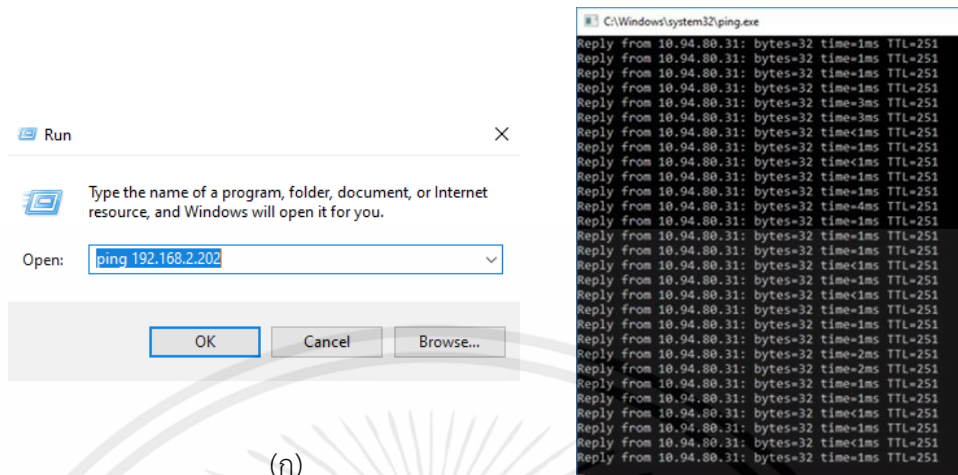 Run
Type the name of a program, folder, document, or Internet
resource, and Windows will open it for you.
Open:
ping 192.168.2.202
OK
Cancel
Browse...
(ก)
C:\Windows\system32\ping.exe
Reply from 10.94.80.31: bytes=32 time=1ms TTL=251
Reply from 10.94.80.31: bytes=32 time=1ms TTL=251
Reply from 10.94.80.31: bytes=32 time=1ms TTL=251
Reply from 10.94.80.31: bytes=32 time=1ms TTL=251
Reply from 10.94.80.31: bytes=32 time=3ms TTL=251
Reply from 10.94.80.31: bytes=32 time=3ms TTL=251
Reply from 10.94.80.31: bytes=32 time<1ms TTL=251
Reply from 10.94.80.31: bytes=32 time=1ms TTL=251
Reply from 10.94.80.31: bytes=32 time<1ms TTL=251
Reply from 10.94.80.31: bytes=32 time=1ms TTL=251
Reply from 10.94.80.31: bytes=32 time=1ms TTL=251
Reply from 10.94.80.31: bytes=32 time=4ms TTL=251
Reply from 10.94.80.31: bytes=32 time=1ms TTL=251
Reply from 10.94.80.31: bytes=32 time=1ms TTL=251
Reply from 10.94.80.31: bytes=32 time=1ms TTL=251
Reply from 10.94.80.31: bytes=32 time<1ms TTL=251
Reply from 10.94.80.31: bytes=32 time=1ms TTL=251
Reply from 10.94.80.31: bytes=32 time<1ms TTL=251
Reply from 10.94.80.31: bytes=32 time=1ms TTL=251
Reply from 10.94.80.31: bytes=32 time=1ms TTL=251
Reply from 10.94.80.31: bytes=32 time=1ms TTL=251
Reply from 10.94.80.31: bytes=32 time=2ms TTL=251
Reply from 10.94.80.31: bytes=32 time=2ms TTL=251
Reply from 10.94.80.31: bytes=32 time=1ms TTL=251
Reply from 10.94.80.31: bytes=32 time<1ms TTL=251
Reply from 10.94.80.31: bytes=32 time<1ms TTL=251
Reply from 10.94.80.31: bytes=32 time=1ms TTL=251
Reply from 10.94.80.31: bytes=32 time<1ms TTL=251
Reply from 10.94.80.31: bytes=32 time=1ms TTL=251